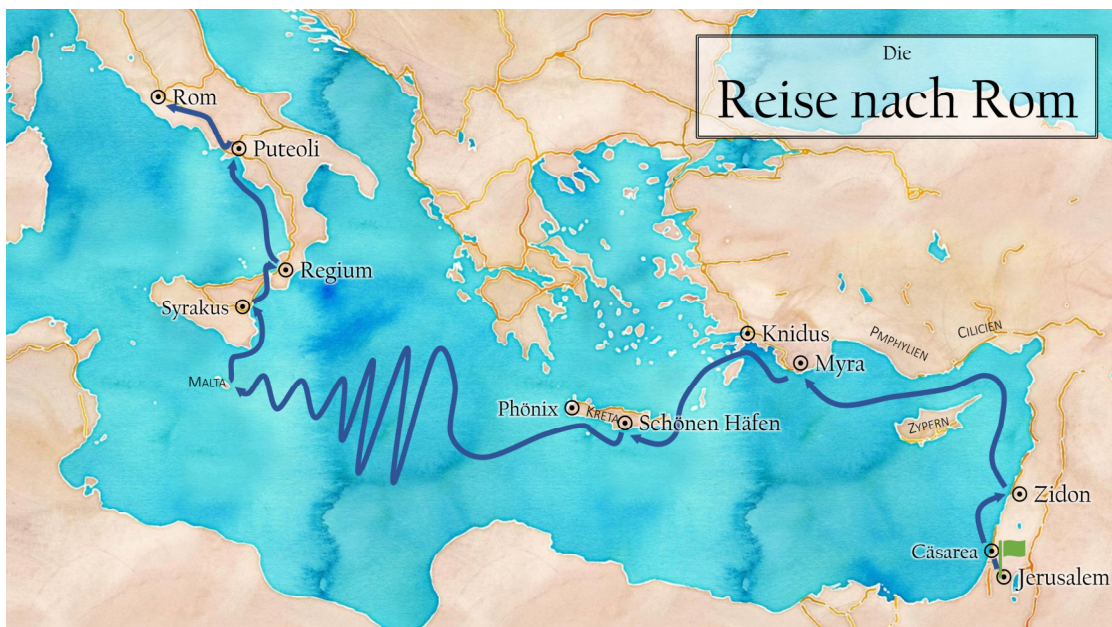 Die
Reise nach Rom
Rom
Puteoli
Regium
Syrakus
MALTA
Knidus
PMPHYLIEN
CILICIEN
Myra
Phönix
KRETA
Schönen Häfen
ZYPERN
Zidon
Cäsarea
Jerusalem